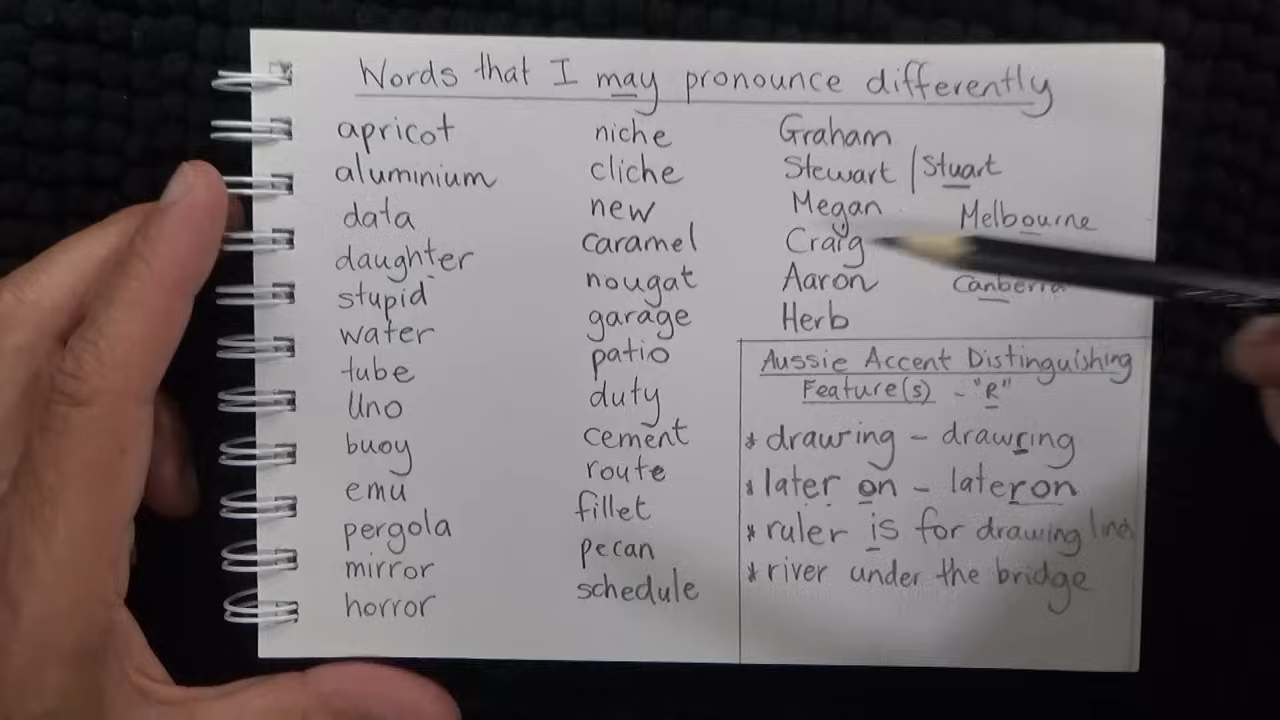 Words that I may pronounce differently
apricot
aluminium
data
daughter
stupid
water
tube
Uno
buoy
emu
pergola
mirror
horror
niche
cliche
new
caramel
nougat
garage
patio
duty
cement
route
fillet
pecan
schedule
Graham
Stewart / Stuart
Megan
Craig
Aaron
Herb
Melbourne
Canberra
Aussie Accent Distinguishing
Feature(s) - "R"
* drawing - drawring
* later on - lateron
* ruler is for drawing lines
* river under the bridge